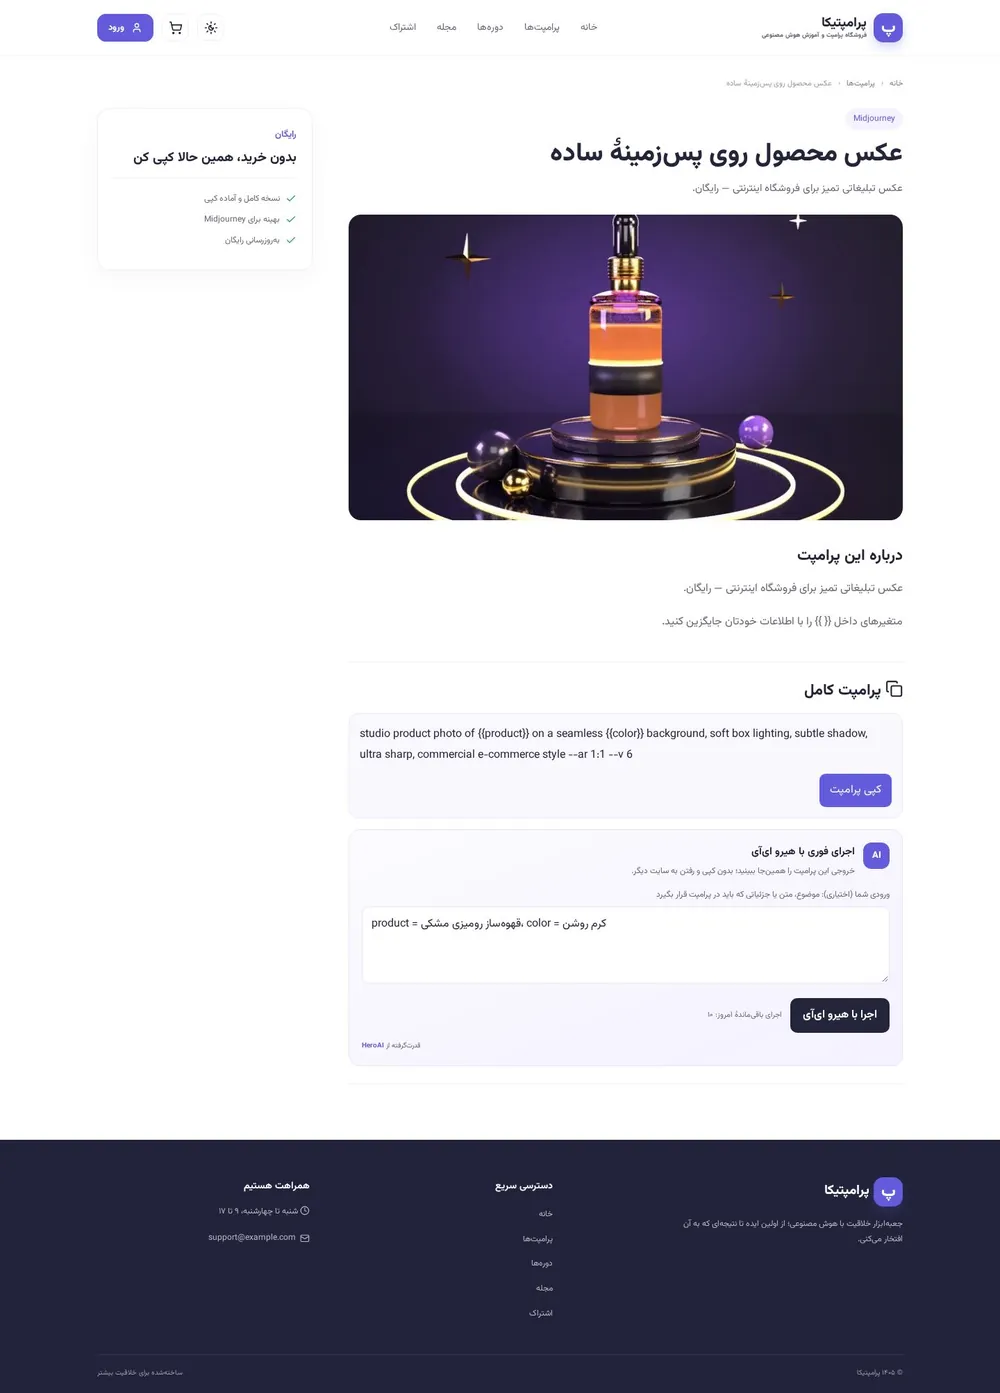 پ
پرامپتیکا
فروشگاه پرامپت و آموزش هوش مصنوعی
خانه
پرامپت‌ها
دوره‌ها
مجله
اشتراک
ورود
خانه ‹ پرامپت‌ها ‹ عکس محصول روی پس‌زمینهٔ ساده
Midjourney
عکس محصول روی پس‌زمینهٔ ساده
عکس تبلیغاتی تمیز برای فروشگاه اینترنتی — رایگان.
رایگان
بدون خرید، همین حالا کپی کن
نسخه کامل و آماده کپی
بهینه برای Midjourney
به‌روزرسانی رایگان
درباره این پرامپت
عکس تبلیغاتی تمیز برای فروشگاه اینترنتی — رایگان.
متغیرهای داخل {{ }} را با اطلاعات خودتان جایگزین کنید.
پرامپت کامل
studio product photo of {{product}} on a seamless {{color}} background, soft box lighting, subtle shadow,
ultra sharp, commercial e-commerce style --ar 1:1 --v 6
کپی پرامپت
AI
اجرای فوری با هیرو ای‌آی
خروجی این پرامپت را همین‌جا ببینید؛ بدون کپی و رفتن به سایت دیگر.
ورودی شما (اختیاری): موضوع، متن یا جزئیاتی که باید در پرامپت قرار بگیرد
product = قهوه‌ساز رومیزی مشکی، color = کرم روشن
اجرا با هیرو ای‌آی
اجرای باقی‌ماندهٔ امروز: ۱۰
قدرت‌گرفته از HeroAI
پ
پرامپتیکا
جعبه‌ابزار خلاقیت با هوش مصنوعی؛ از اولین ایده تا نتیجه‌ای که به آن
افتخار می‌کنی.
دسترسی سریع
خانه
پرامپت‌ها
دوره‌ها
مجله
اشتراک
همراهت هستیم
شنبه تا چهارشنبه، ۹ تا ۱۷
support@example.com
© ۱۴۰۵ پرامپتیکا
ساخته‌شده برای خلاقیت بیشتر